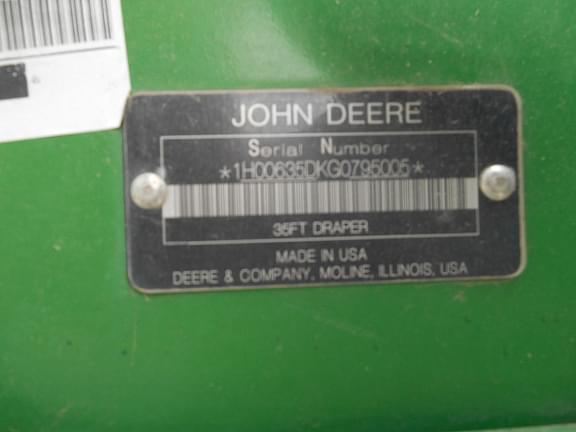 JOHN DEERE
Serial Number
*1H00635DKG0795005*
35FT DRAPER
MADE IN USA
DEERE & COMPANY, MOLINE, ILLINOIS, USA